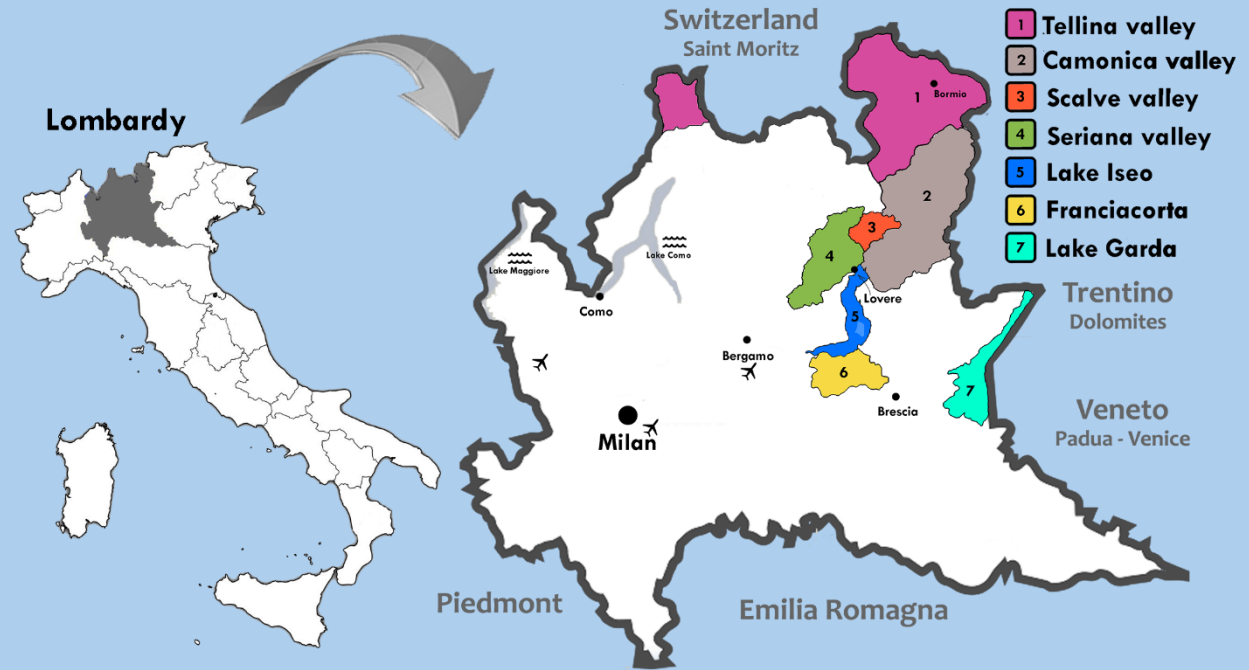 Lombardy
Switzerland
Saint Moritz
1 Tellina valley
2 Camonica valley
3 Scalve valley
4 Seriana valley
5 Lake Iseo
6 Franciacorta
7 Lake Garda
1
Bormio
2
3
4
Lake Maggiore
Lake Como
Lovere
Como
5
Bergamo
6
Brescia
7
Milan
Trentino
Dolomites
Veneto
Padua - Venice
Piedmont
Emilia Romagna